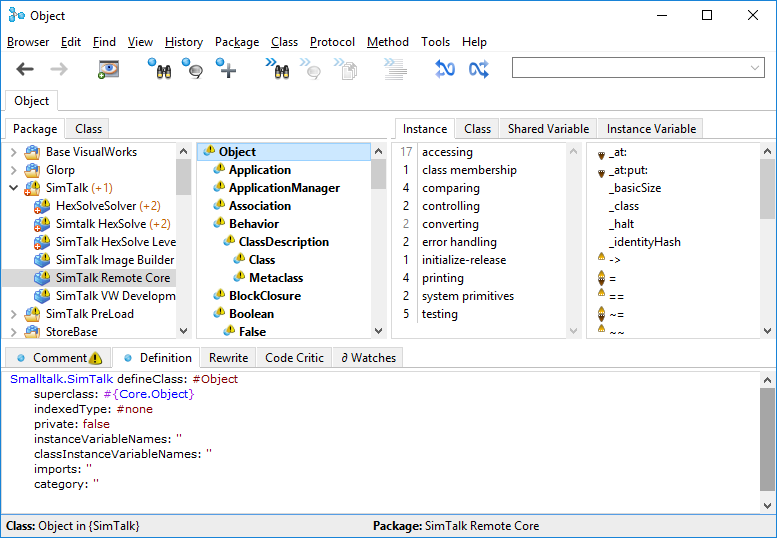 Object
Browser Edit Find View History Package Class Protocol Method Tools Help
Object
Package Class
Base VisualWorks
Glorp
SimTalk (+1)
HexSolveSolver (+2)
Simtalk HexSolve (+2)
SimTalk HexSolve Leve
SimTalk Image Builder
SimTalk Remote Core
SimTalk VW Developm
SimTalk PreLoad
StoreBase
Object
Application
ApplicationManager
Association
Behavior
ClassDescription
Class
Metaclass
BlockClosure
Boolean
False
Instance Class Shared Variable Instance Variable
17 accessing
1 class membership
4 comparing
2 controlling
2 converting
2 error handling
1 initialize-release
4 printing
2 system primitives
5 testing
_at:
_at:put:
_basicSize
_class
_halt
_identityHash
->
=
==
~=
~~
Comment Definition Rewrite Code Critic ∂ Watches
Smalltalk.SimTalk defineClass: #Object
superclass: #{Core.Object}
indexedType: #none
private: false
instanceVariableNames: ''
classInstanceVariableNames: ''
imports: ''
category: ''
Class: Object in {SimTalk} Package: SimTalk Remote Core